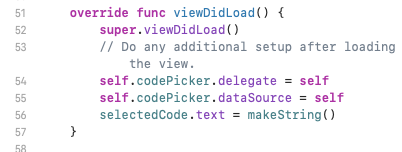 51 override func viewDidLoad() {
52 super.viewDidLoad()
53 // Do any additional setup after loading
the view.
54 self.codePicker.delegate = self
55 self.codePicker.dataSource = self
56 selectedCode.text = makeString()
57 }
58